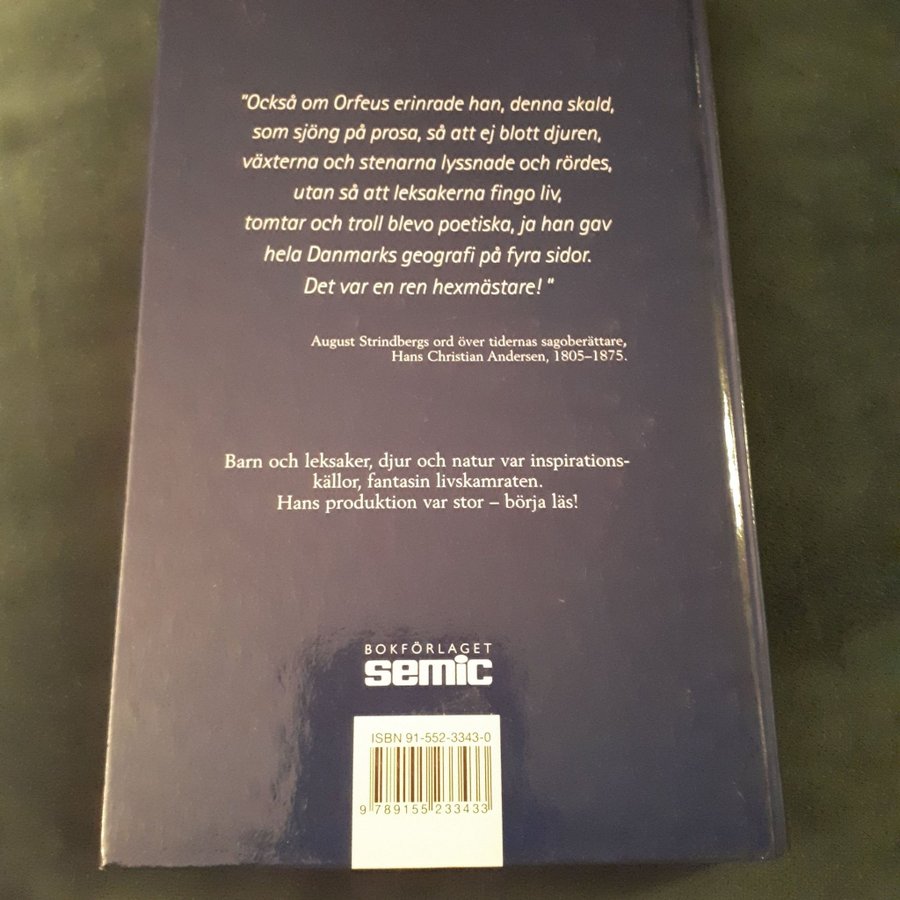 "Också om Orfeus erinrade han, denna skald,
som sjöng på prosa, så att ej blott djuren,
växterna och stenarna lyssnade och rördes,
utan så att leksakerna fingo liv,
tomtar och troll blevo poetiska, ja han gav
hela Danmarks geografi på fyra sidor.
Det var en ren hexmästare! "
August Strindbergs ord över tidernas sagoberättare,
Hans Christian Andersen, 1805–1875.
Barn och leksaker, djur och natur var inspirations-
källor, fantasin livskamraten.
Hans produktion var stor – börja läs!
BOKFÖRLAGET
semic
ISBN 91-552-3343-0
9 789155 233433